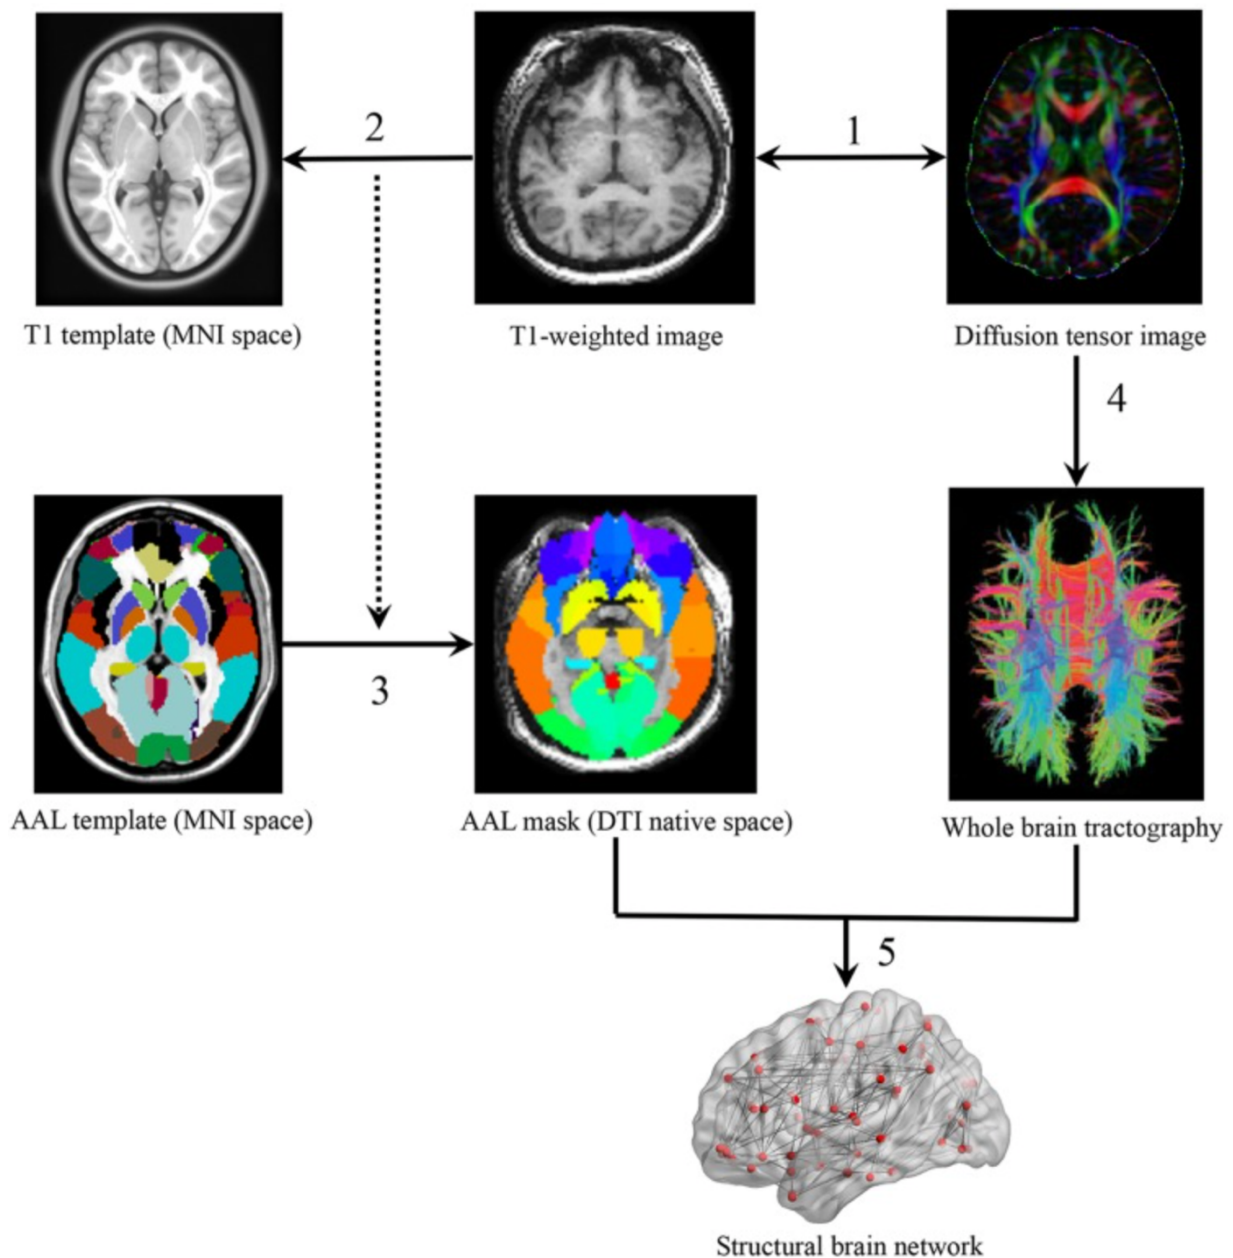 2
1
T1 template (MNI space)
T1-weighted image
Diffusion tensor image
4
3
AAL template (MNI space)
AAL mask (DTI native space)
Whole brain tractography
5
Structural brain network